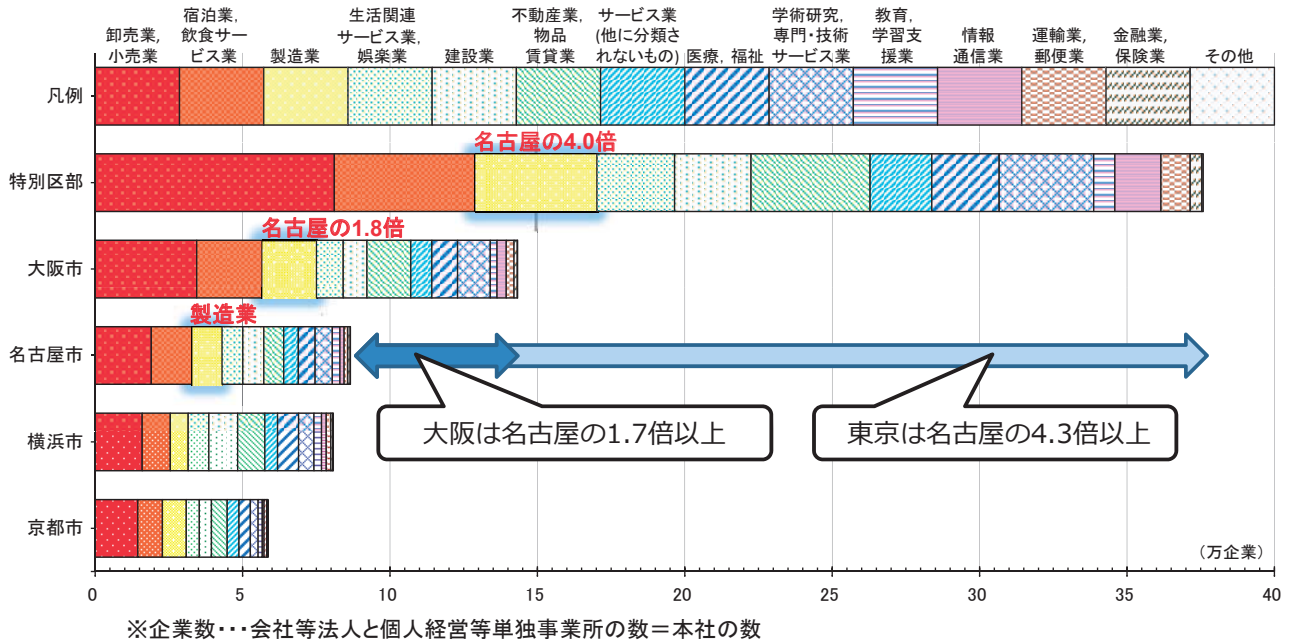 卸売業,
小売業
宿泊業,
飲食サー
ビス業
製造業
生活関連
サービス業,
娯楽業
建設業
不動産業,
物品
賃貸業
サービス業
(他に分類さ
れないもの)
医療, 福祉
学術研究,
専門・技術
サービス業
教育,
学習支
援業
情報
通信業
運輸業,
郵便業
金融業,
保険業
その他
凡例
名古屋の4.0倍
特別区部
名古屋の1.8倍
大阪市
製造業
名古屋市
大阪は名古屋の1.7倍以上
東京は名古屋の4.3倍以上
横浜市
京都市
(万企業)
0 5 10 15 20 25 30 35 40
※企業数・・・会社等法人と個人経営等単独事業所の数＝本社の数